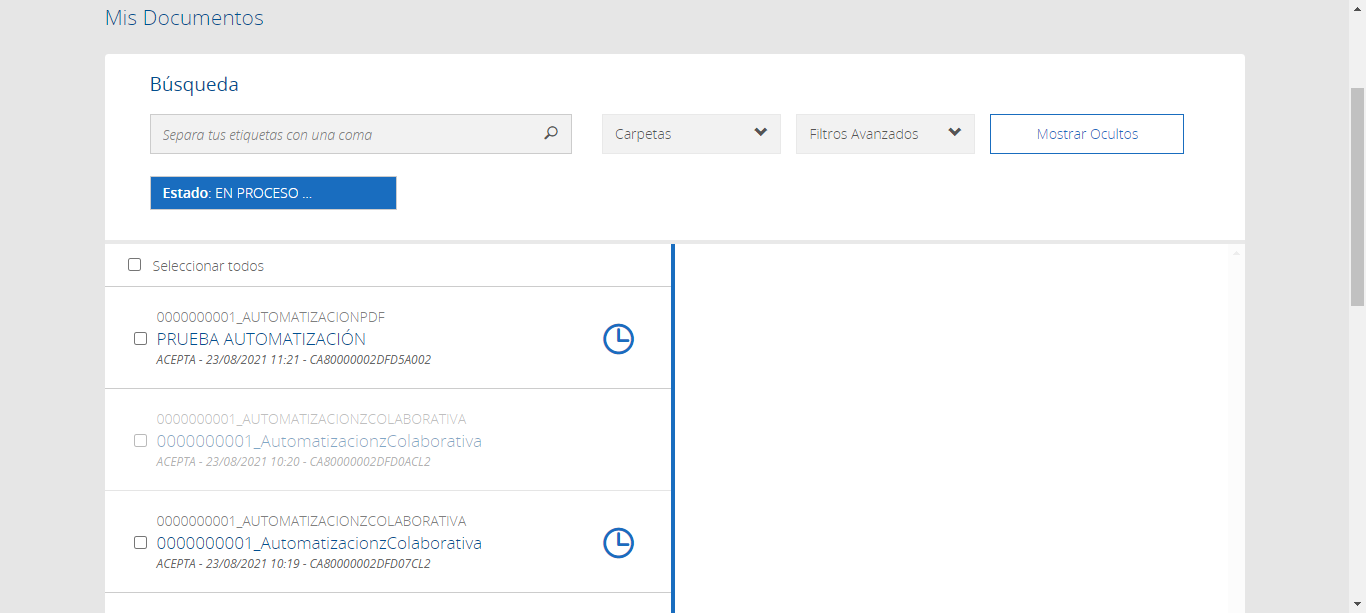 Mis Documentos
Búsqueda
Separa tus etiquetas con una coma
Carpetas
Filtros Avanzados
Mostrar Ocultos
Estado: EN PROCESO ...
Seleccionar todos
0000000001_AUTOMATIZACIONPDF
PRUEBA AUTOMATIZACIÓN
ACEPTA - 23/08/2021 11:21 - CA80000002DFD5A002
0000000001_AUTOMATIZACIONZCOLABORATIVA
0000000001_AutomatizacionzColaborativa
ACEPTA - 23/08/2021 10:20 - CA80000002DFD0ACL2
0000000001_AUTOMATIZACIONZCOLABORATIVA
0000000001_AutomatizacionzColaborativa
ACEPTA - 23/08/2021 10:19 - CA80000002DFD07CL2